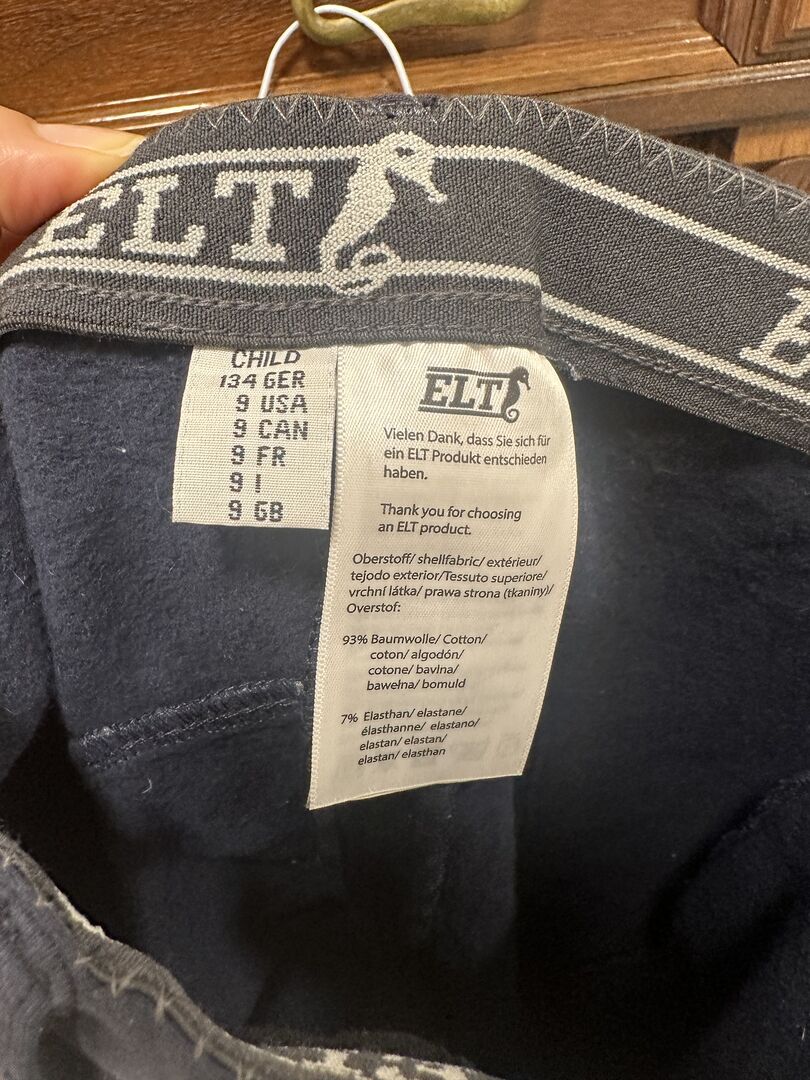 ELT
CHILD
134 GER
9 USA
9 CAN
9 FR
9 I
9 GB
ELT
Vielen Dank, dass Sie sich für
ein ELT Produkt entschieden
haben.
Thank you for choosing
an ELT product.
Oberstoff/ shellfabric/ extérieur/
tejodo exterior/Tessuto superiore/
vrchní látka/ prawa strona (tkaniny)/
Overstof:
93% Baumwolle/ Cotton/
coton/ algodón/
cotone/ bavlna/
bawełna/ bomuld
7% Elasthan/ elastane/
élasthanne/ elastano/
elastan/ elastan/
elastan/ elasthan